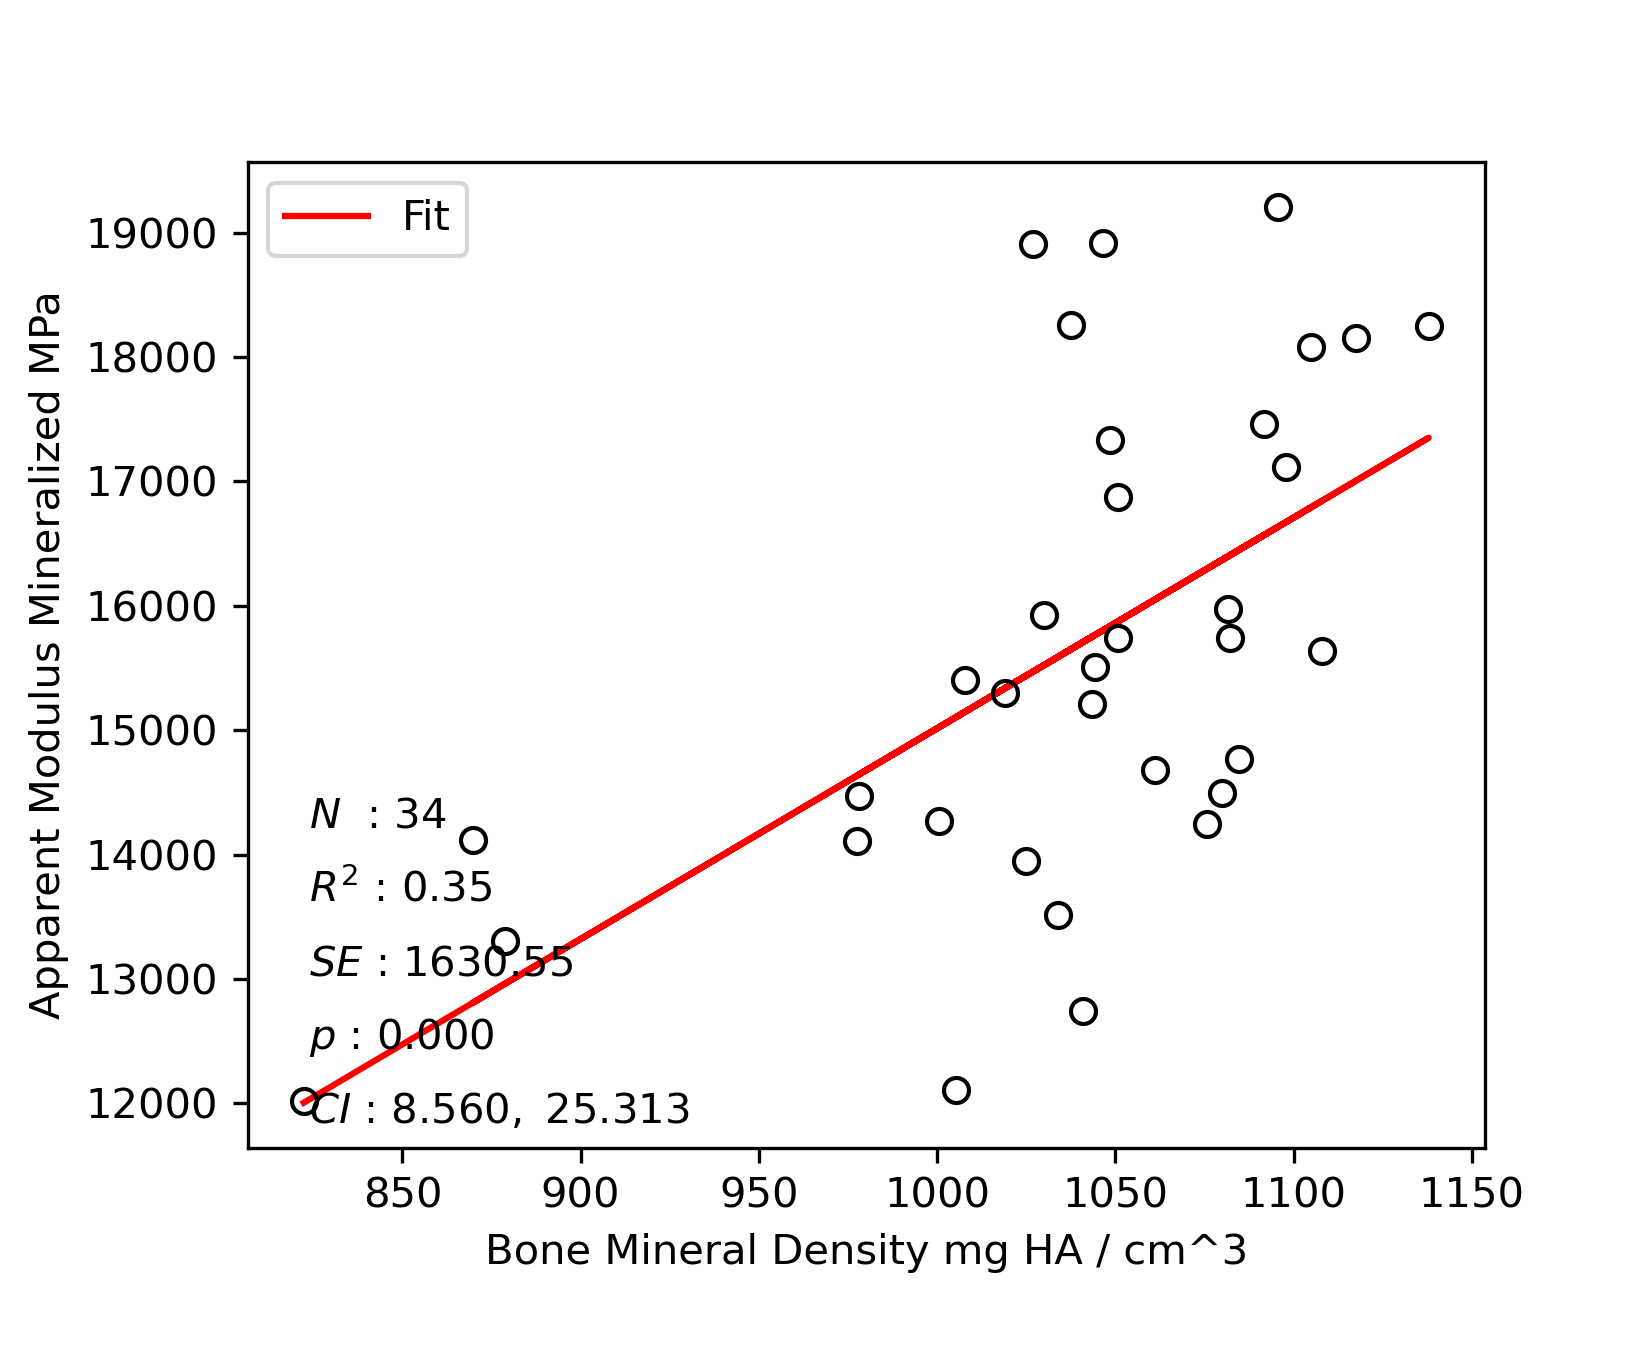 Fit
19000
18000
17000
16000
15000
14000
13000
12000
Apparent Modulus Mineralized MPa
N : 34
R² : 0.35
SE : 1630.55
p : 0.000
CI : 8.560, 25.313
850 900 950 1000 1050 1100 1150
Bone Mineral Density mg HA / cm^3